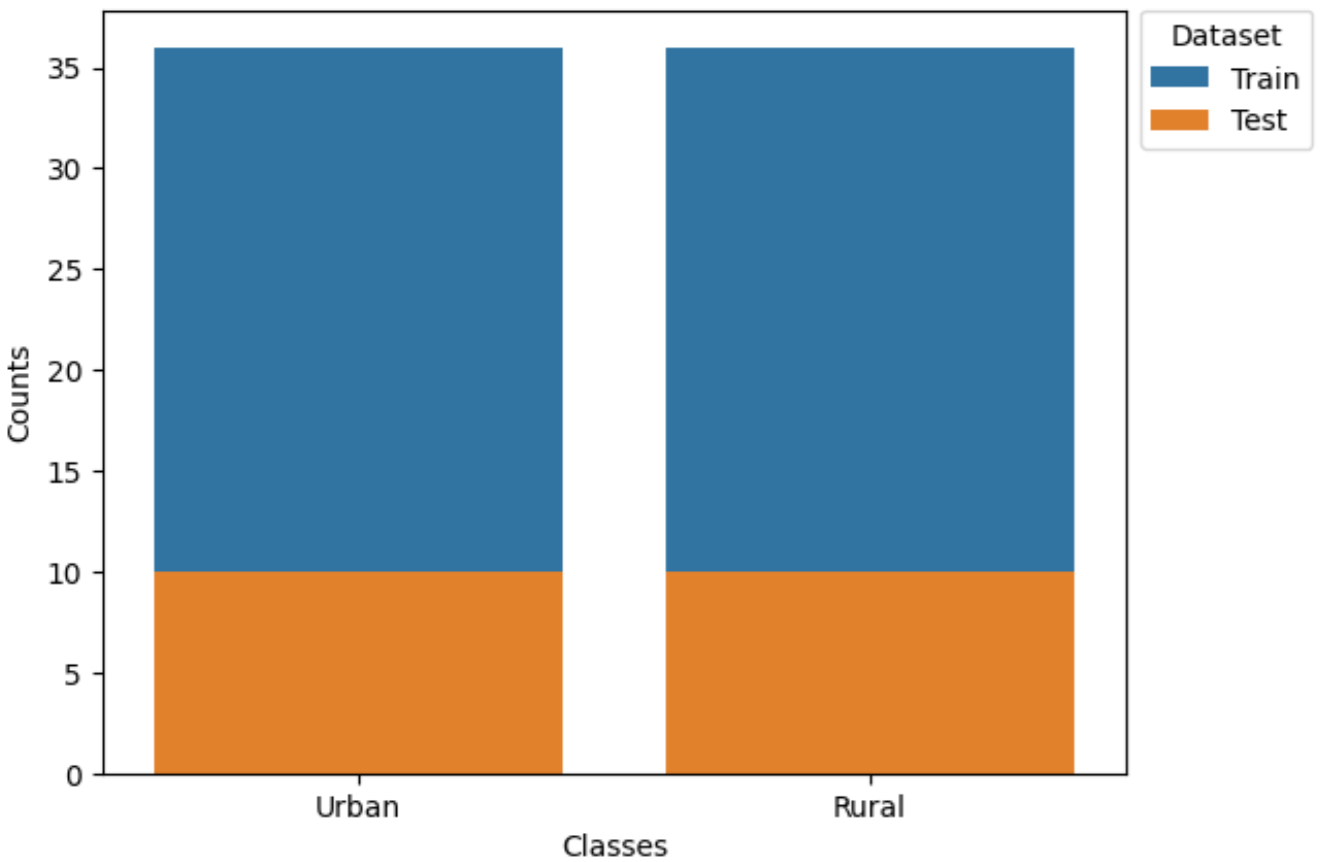 Dataset
Train
Test
35
30
25
20
15
10
5
0
Counts
Urban
Rural
Classes